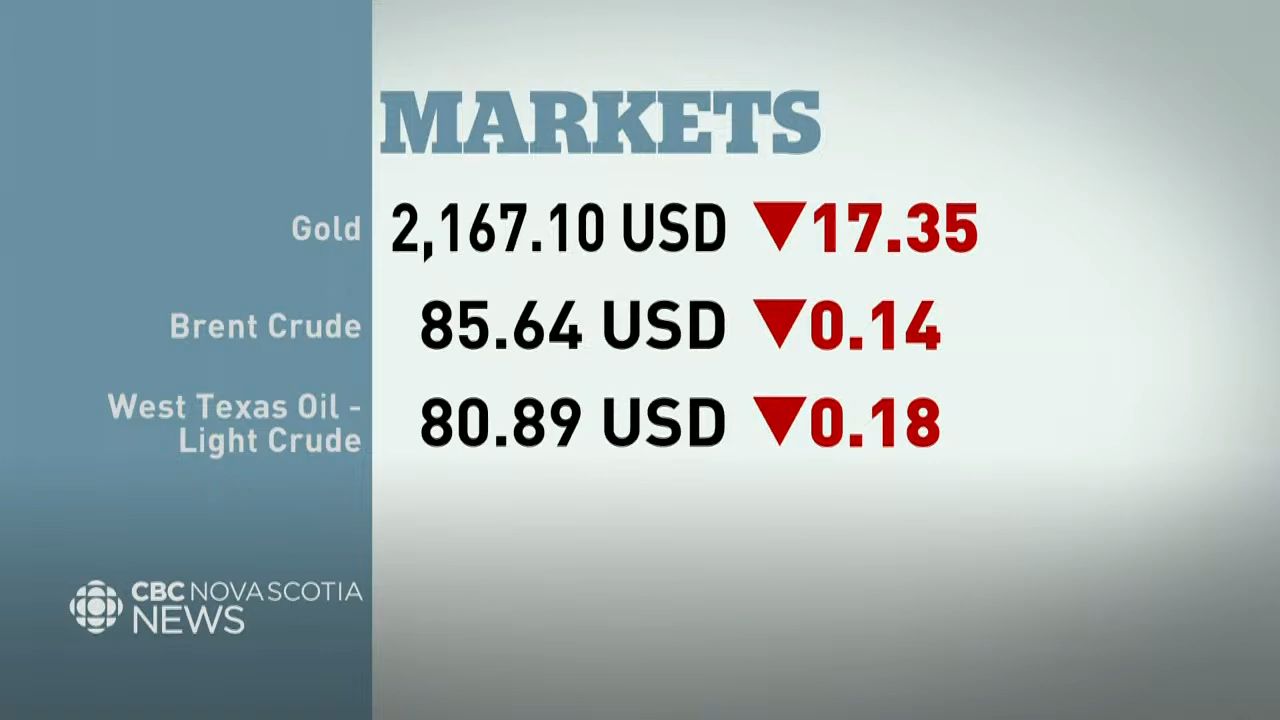 MARKETS
Gold 2,167.10 USD ▼17.35
Brent Crude 85.64 USD ▼0.14
West Texas Oil -
Light Crude 80.89 USD ▼0.18
CBC NOVA SCOTIA
NEWS